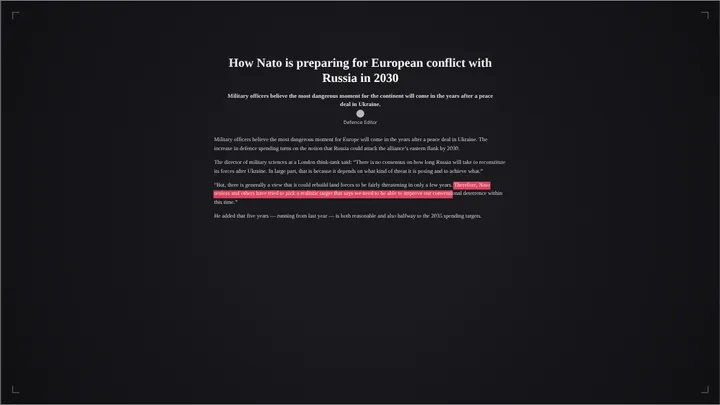 How Nato is preparing for European conflict with
Russia in 2030
Military officers believe the most dangerous moment for the continent will come in the years after a peace
deal in Ukraine.
Defence Editor
Military officers believe the most dangerous moment for Europe will come in the years after a peace deal in Ukraine. The
increase in defence spending turns on the notion that Russia could attack the alliance's eastern flank by 2030.
The director of military sciences at a London think-tank said: "There is no consensus on how long Russia will take to reconstitute
its forces after Ukraine. In large part, that is because it depends on what kind of threat it is posing and to achieve what."
"But, there is generally a view that it could rebuild land forces to be fairly threatening in only a few years. Therefore, Nato
and others have tried to pick a realistic target that says we need to be able to improve our conventional deterrence within
this time."
He added that five years — running from last year — is both reasonable and also halfway to the 2035 spending targets.